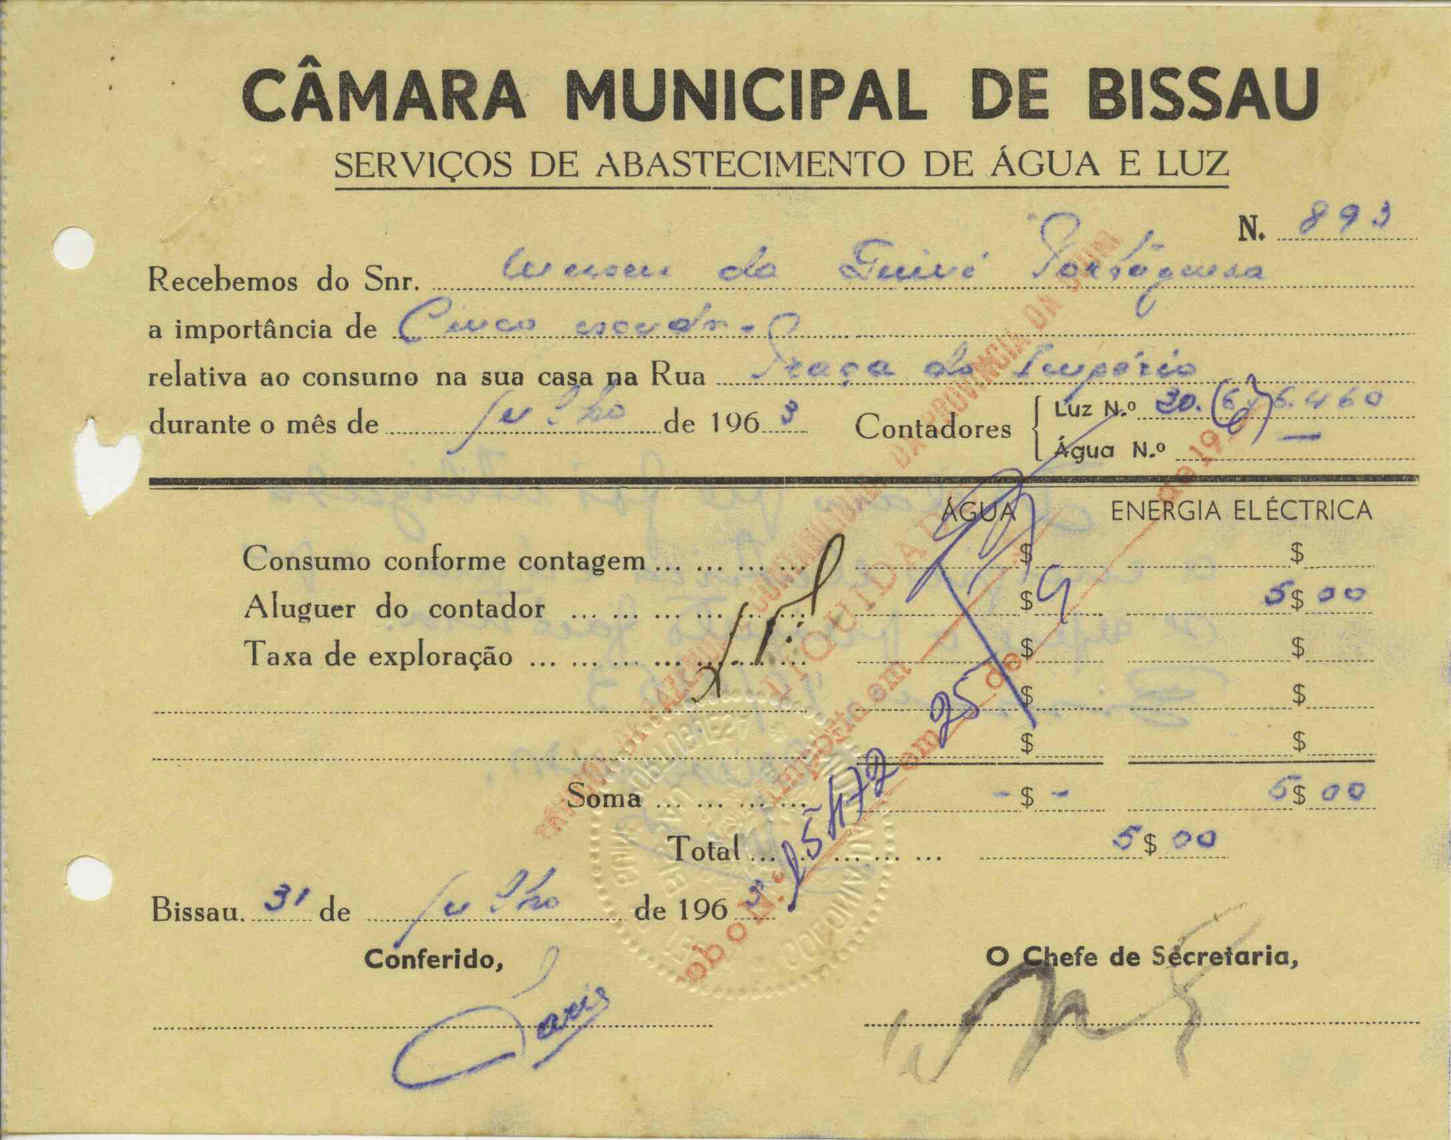 CÂMARA MUNICIPAL DE BISSAU
SERVIÇOS DE ABASTECIMENTO DE ÁGUA E LUZ
N. 893
Recebemos do Snr. Museu da Guiné Portuguesa
a importância de Cinco escudos
relativa ao consumo na sua casa na Rua Praça do Império
durante o mês de Julho de 1963 Contadores
Luz N.º
Água N.º —
ÁGUA ENERGIA ELÉCTRICA
Consumo conforme contagem ... ... ... ... $ $
Aluguer do contador ... ... ... ... ... $ 5$00
Taxa de exploração ... ... ... ... ... ... $ $
$ $
$ $
Soma ... ... ... ... -$- 5$00
Total ... ... ... ... ... 5$00
Bissau. 31 de Julho de 1963
Conferido, O Chefe de Secretaria,
LIQUIDADO